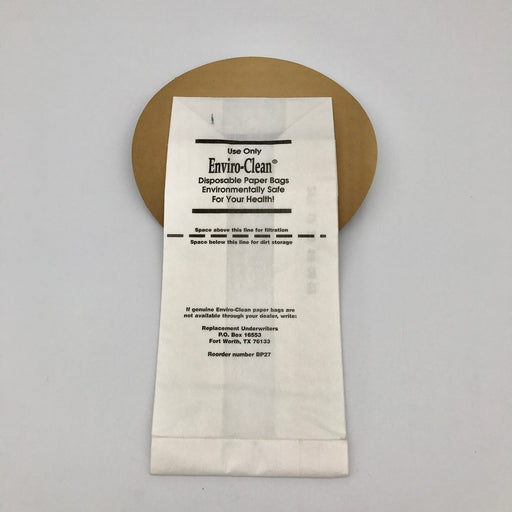 Use Only
Enviro-Clean®
Disposable Paper Bags
Environmentally Safe
For Your Health!
Space above this line for filtration
Space below this line for dirt storage
If genuine Enviro-Clean paper bags are
not available through your dealer, write:
Replacement Underwriters
P.O. Box 16553
Fort Worth, TX 76133
Reorder number BP27